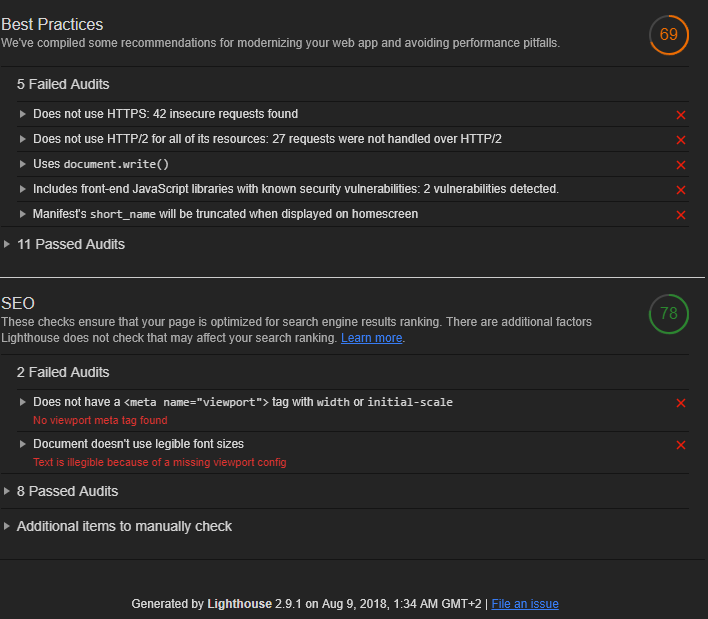 Best Practices
We've compiled some recommendations for modernizing your web app and avoiding performance pitfalls.
69
5 Failed Audits
Does not use HTTPS: 42 insecure requests found
Does not use HTTP/2 for all of its resources: 27 requests were not handled over HTTP/2
Uses document.write()
Includes front-end JavaScript libraries with known security vulnerabilities: 2 vulnerabilities detected.
Manifest's short_name will be truncated when displayed on homescreen
11 Passed Audits
SEO
These checks ensure that your page is optimized for search engine results ranking. There are additional factors
Lighthouse does not check that may affect your search ranking. Learn more.
78
2 Failed Audits
Does not have a <meta name="viewport"> tag with width or initial-scale
No viewport meta tag found
Document doesn't use legible font sizes
Text is illegible because of a missing viewport config
8 Passed Audits
Additional items to manually check
Generated by Lighthouse 2.9.1 on Aug 9, 2018, 1:34 AM GMT+2 | File an issue